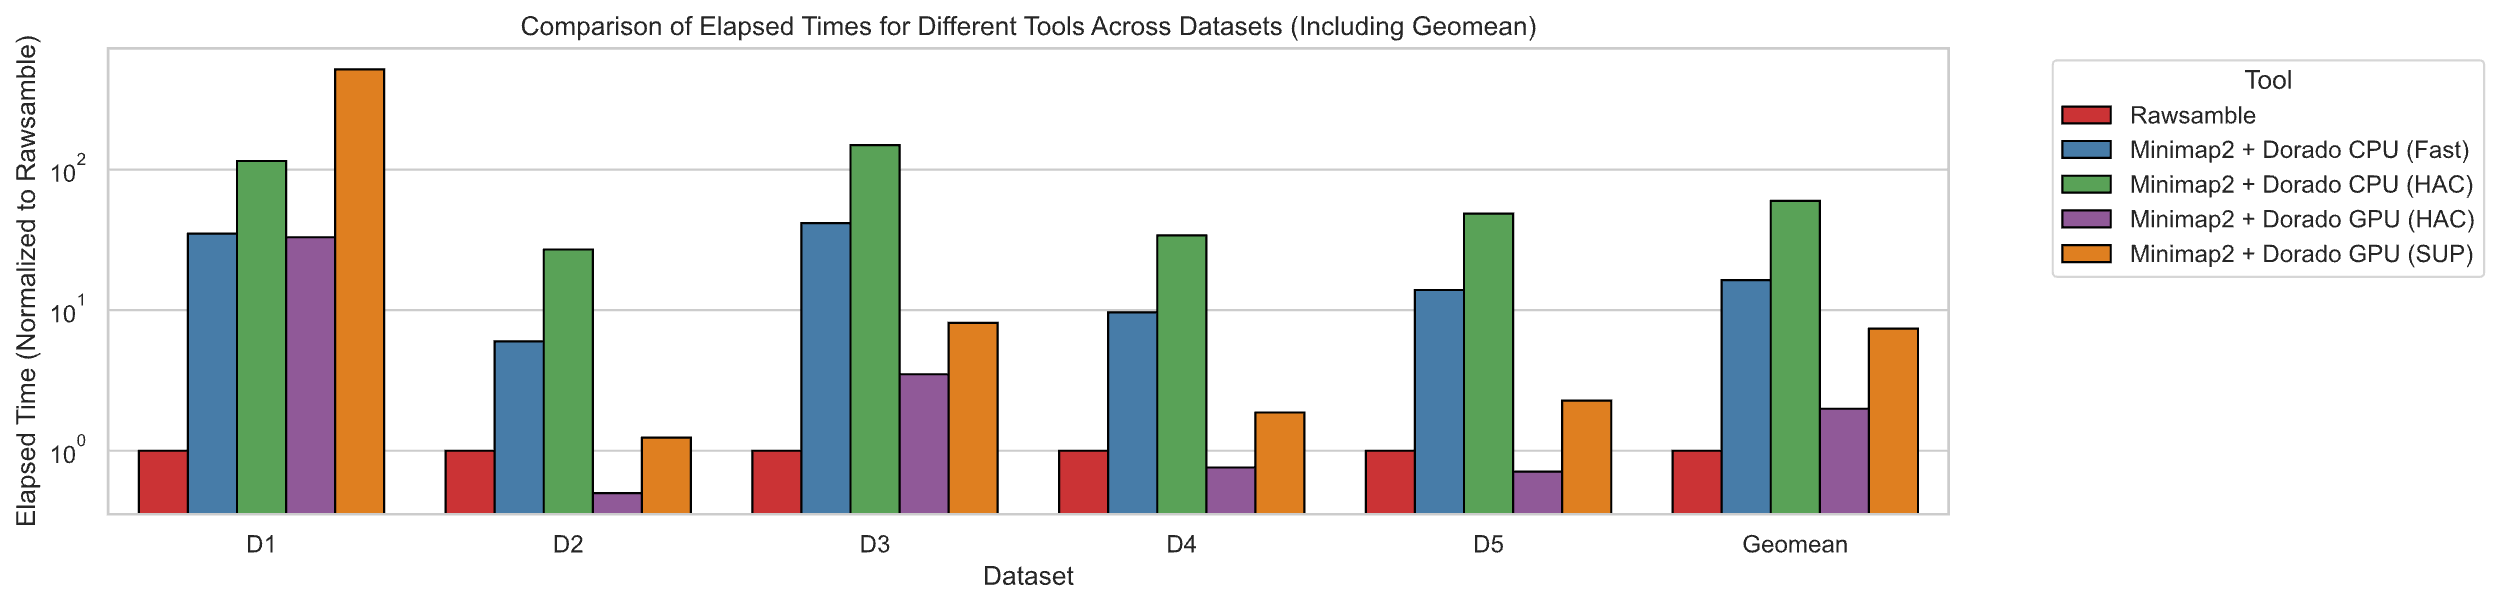 Comparison of Elapsed Times for Different Tools Across Datasets (Including Geomean)
Elapsed Time (Normalized to Rawsamble)
10^2
10^1
10^0
D1 D2 D3 D4 D5 Geomean
Dataset
Tool
Rawsamble
Minimap2 + Dorado CPU (Fast)
Minimap2 + Dorado CPU (HAC)
Minimap2 + Dorado GPU (HAC)
Minimap2 + Dorado GPU (SUP)